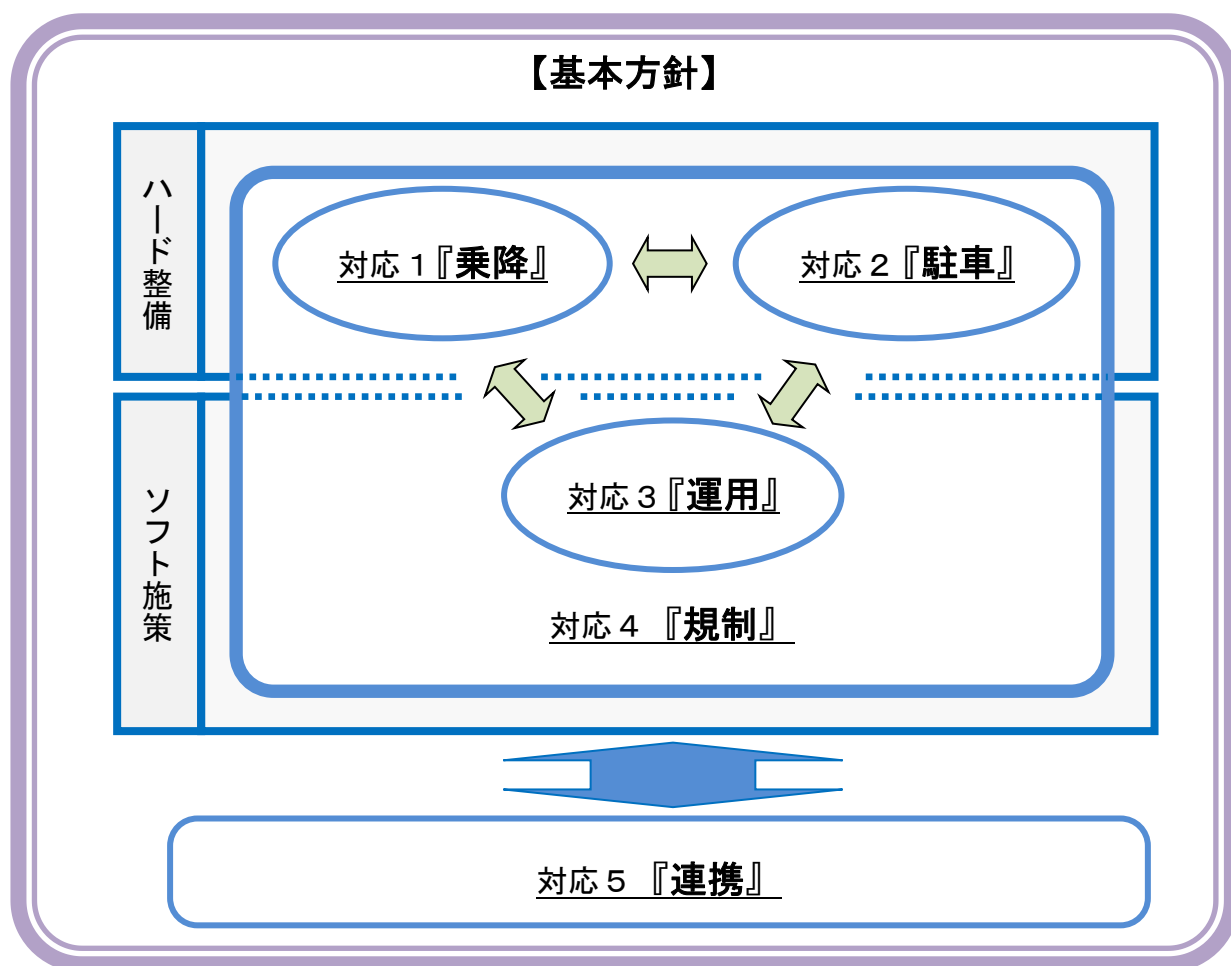 【基本方針】
ハード整備
対応１『乗降』
対応２『駐車』
ソフト施策
対応３『運用』
対応４『規制』
対応５『連携』